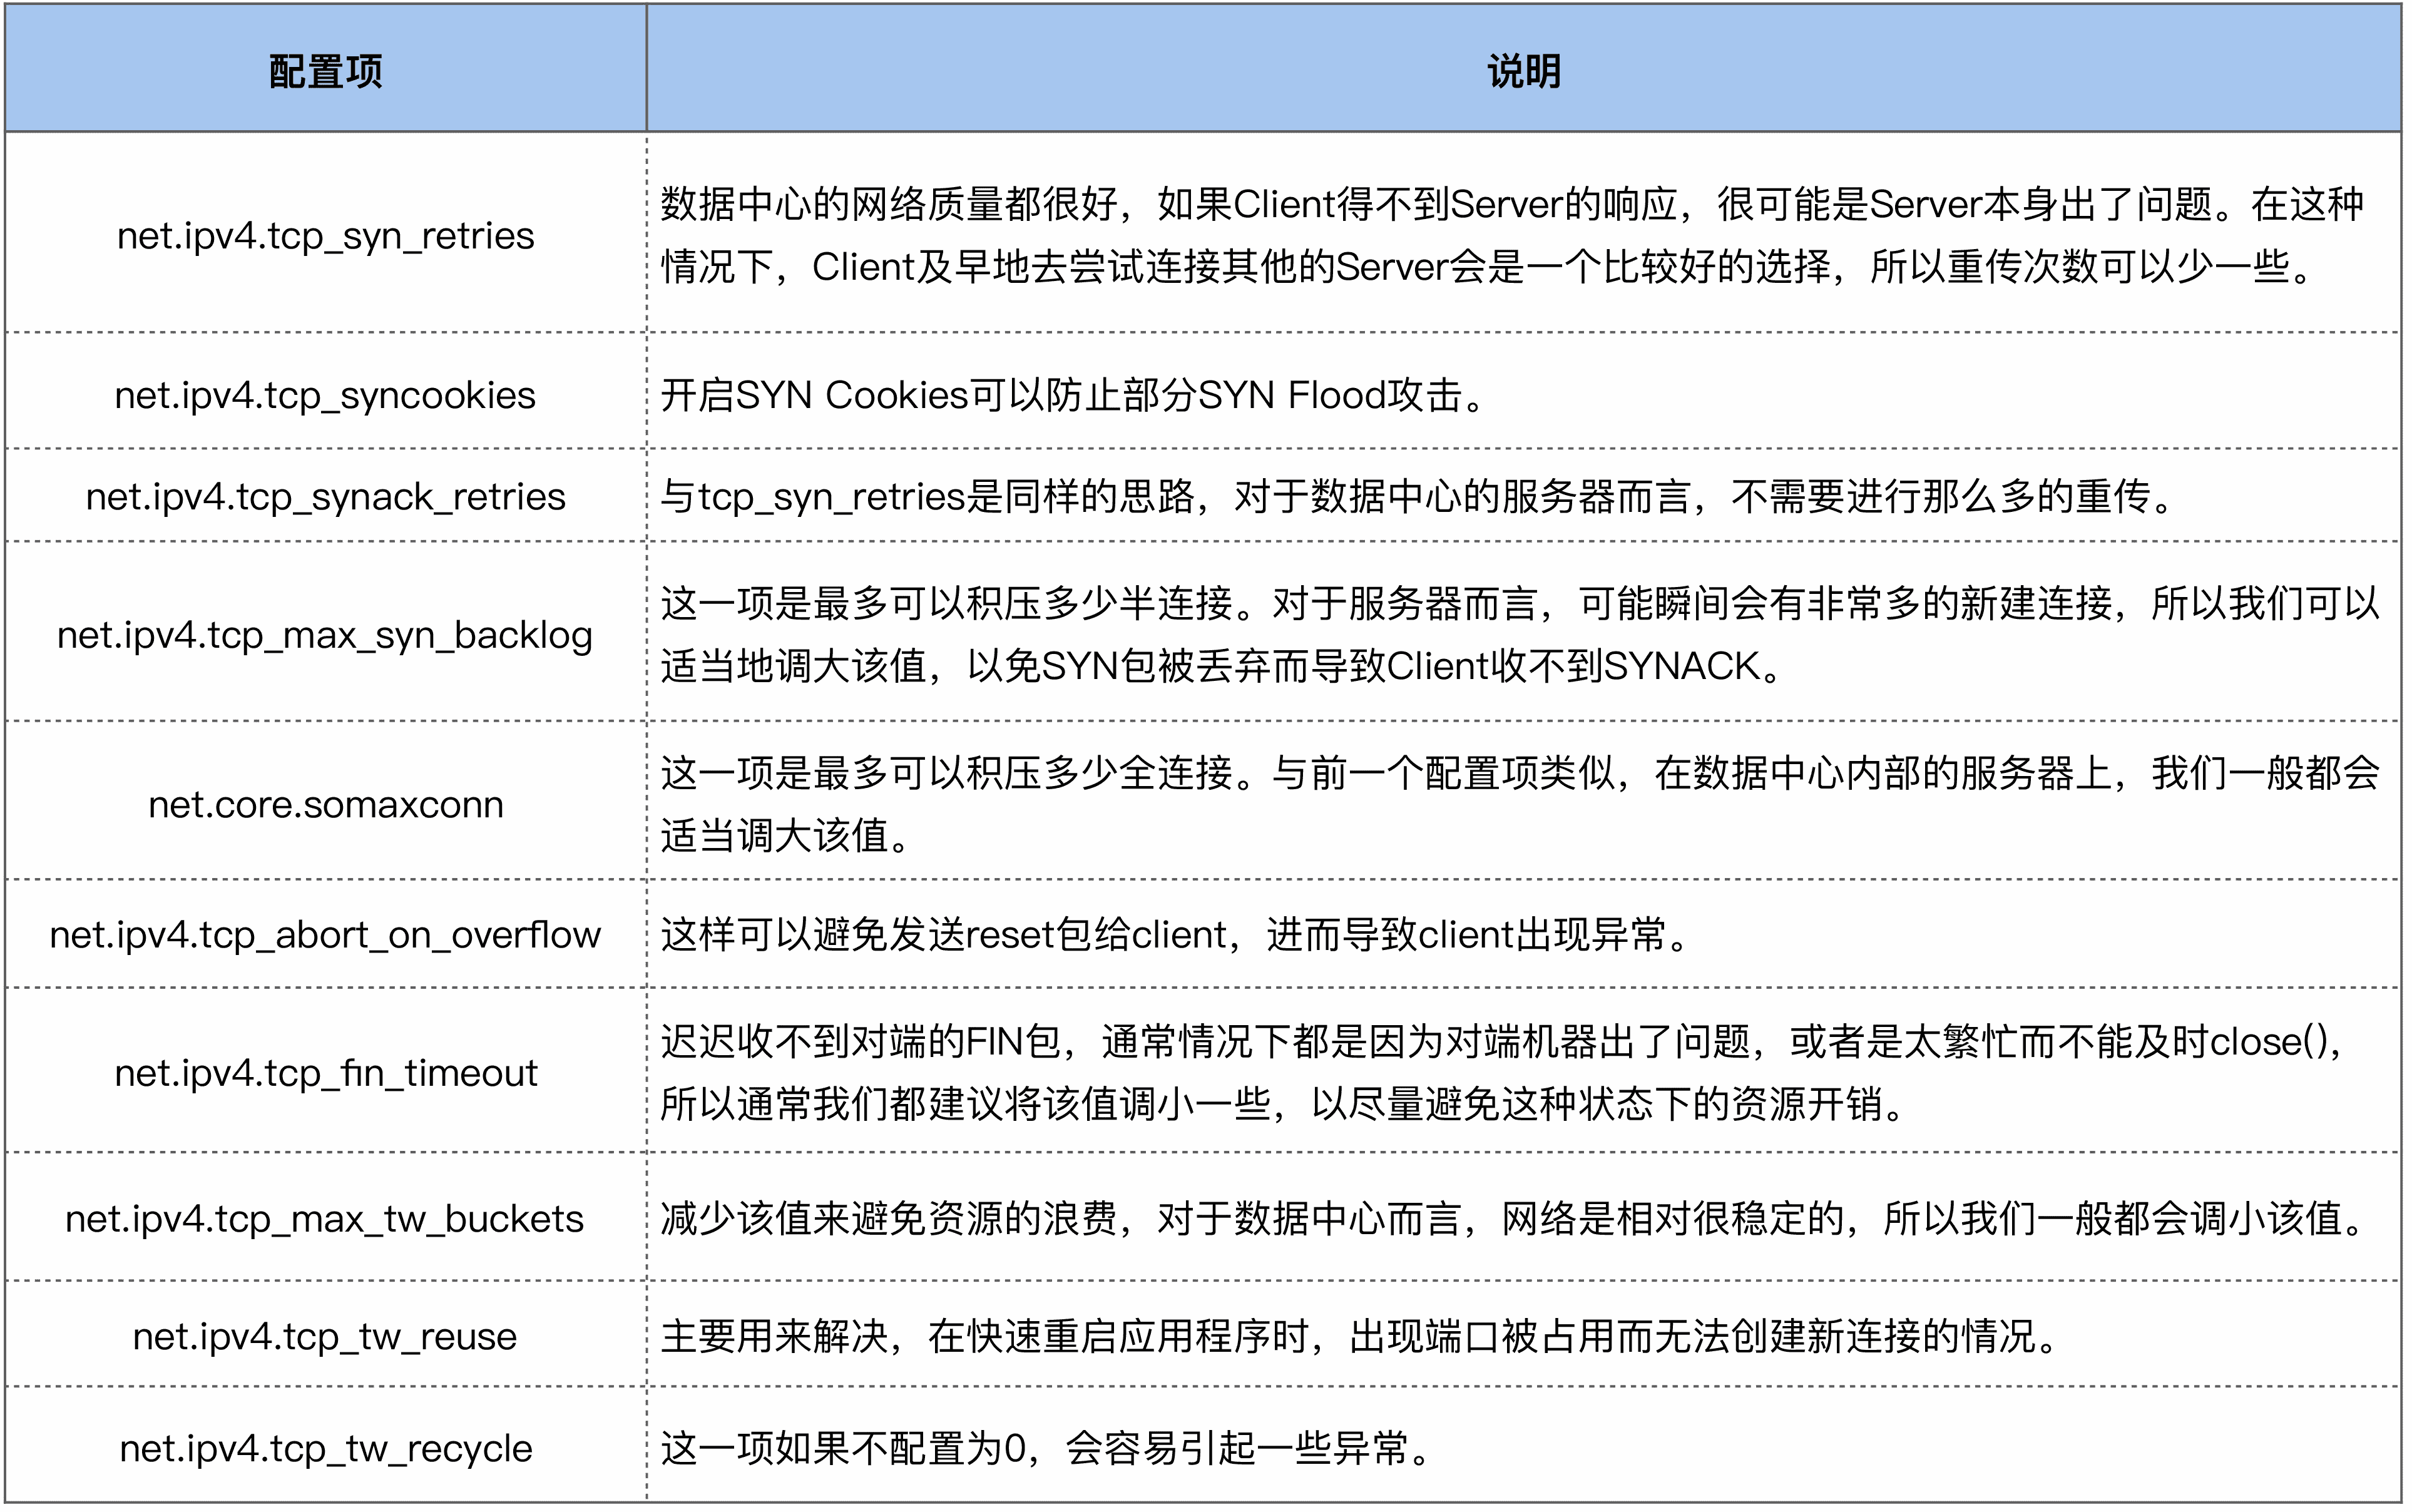 配置项
说明
net.ipv4.tcp_syn_retries
数据中心的网络质量都很好，如果Client得不到Server的响应，很可能是Server本身出了问题。在这种
情况下，Client及早地去尝试连接其他的Server会是一个比较好的选择，所以重传次数可以少一些。
net.ipv4.tcp_syncookies
开启SYN Cookies可以防止部分SYN Flood攻击。
net.ipv4.tcp_synack_retries
与tcp_syn_retries是同样的思路，对于数据中心的服务器而言，不需要进行那么多的重传。
net.ipv4.tcp_max_syn_backlog
这一项是最多可以积压多少半连接。对于服务器而言，可能瞬间会有非常多的新建连接，所以我们可以
适当地调大该值，以免SYN包被丢弃而导致Client收不到SYNACK。
net.core.somaxconn
这一项是最多可以积压多少全连接。与前一个配置项类似，在数据中心内部的服务器上，我们一般都会
适当调大该值。
net.ipv4.tcp_abort_on_overflow
这样可以避免发送reset包给client，进而导致client出现异常。
net.ipv4.tcp_fin_timeout
迟迟收不到对端的FIN包，通常情况下都是因为对端机器出了问题，或者是太繁忙而不能及时close()，
所以通常我们都建议将该值调小一些，以尽量避免这种状态下的资源开销。
net.ipv4.tcp_max_tw_buckets
减少该值来避免资源的浪费，对于数据中心而言，网络是相对很稳定的，所以我们一般都会调小该值。
net.ipv4.tcp_tw_reuse
主要用来解决，在快速重启应用程序时，出现端口被占用而无法创建新连接的情况。
net.ipv4.tcp_tw_recycle
这一项如果不配置为0，会容易引起一些异常。